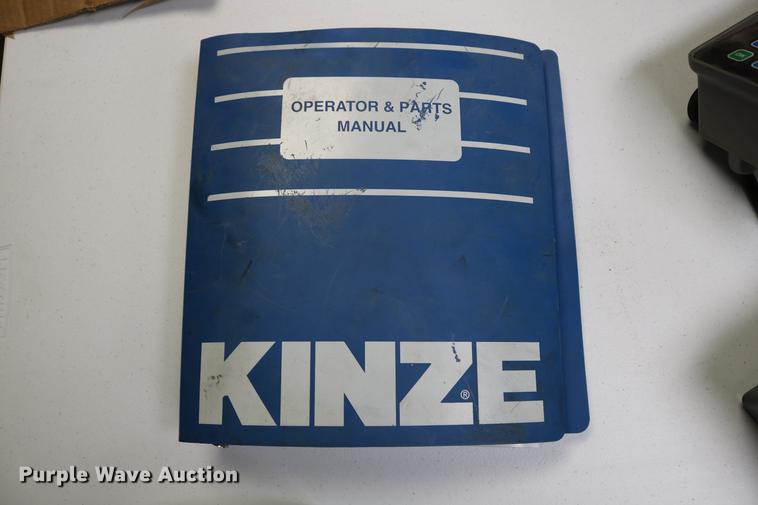 OPERATOR & PARTS
MANUAL
KINZE®
Purple Wave Auction